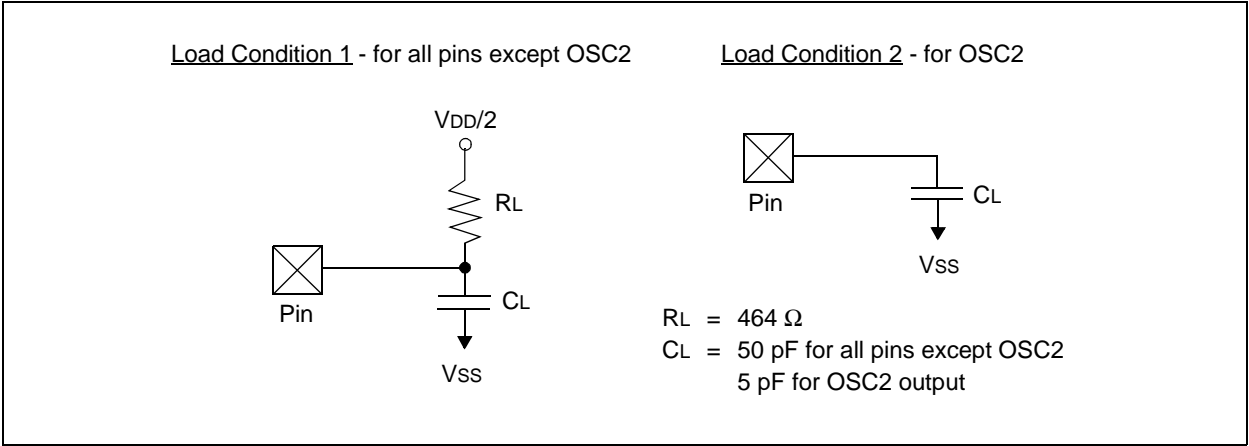 Load Condition 1 - for all pins except OSC2
VDD/2
RL
Pin
CL
VSS
Load Condition 2 - for OSC2
Pin
CL
VSS
RL = 464 Ω
CL = 50 pF for all pins except OSC2
5 pF for OSC2 output